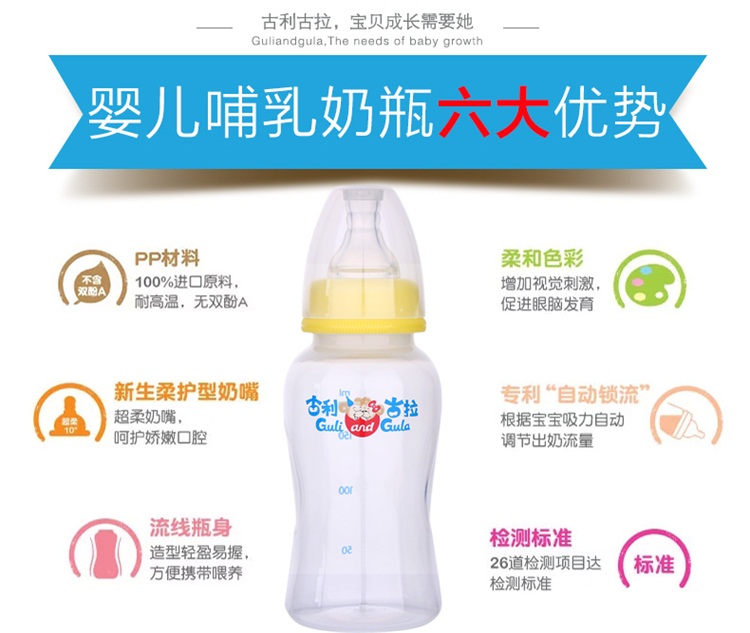 古利古拉，宝贝成长需要她
Guliandgula,The needs of baby growth
婴儿哺乳奶瓶六大优势
不含
双酚A
PP材料
100%进口原料，
耐高温，无双酚A
超柔
10°
新生柔护型奶嘴
超柔奶嘴，
呵护娇嫩口腔
流线瓶身
造型轻盈易握，
方便携带喂养
古利 古拉
Guli and Gula
ml
150
100
50
柔和色彩
增加视觉刺激，
促进眼脑发育
专利“自动锁流”
根据宝宝吸力自动
调节出奶流量
检测标准
26道检测项目达
检测标准
标准